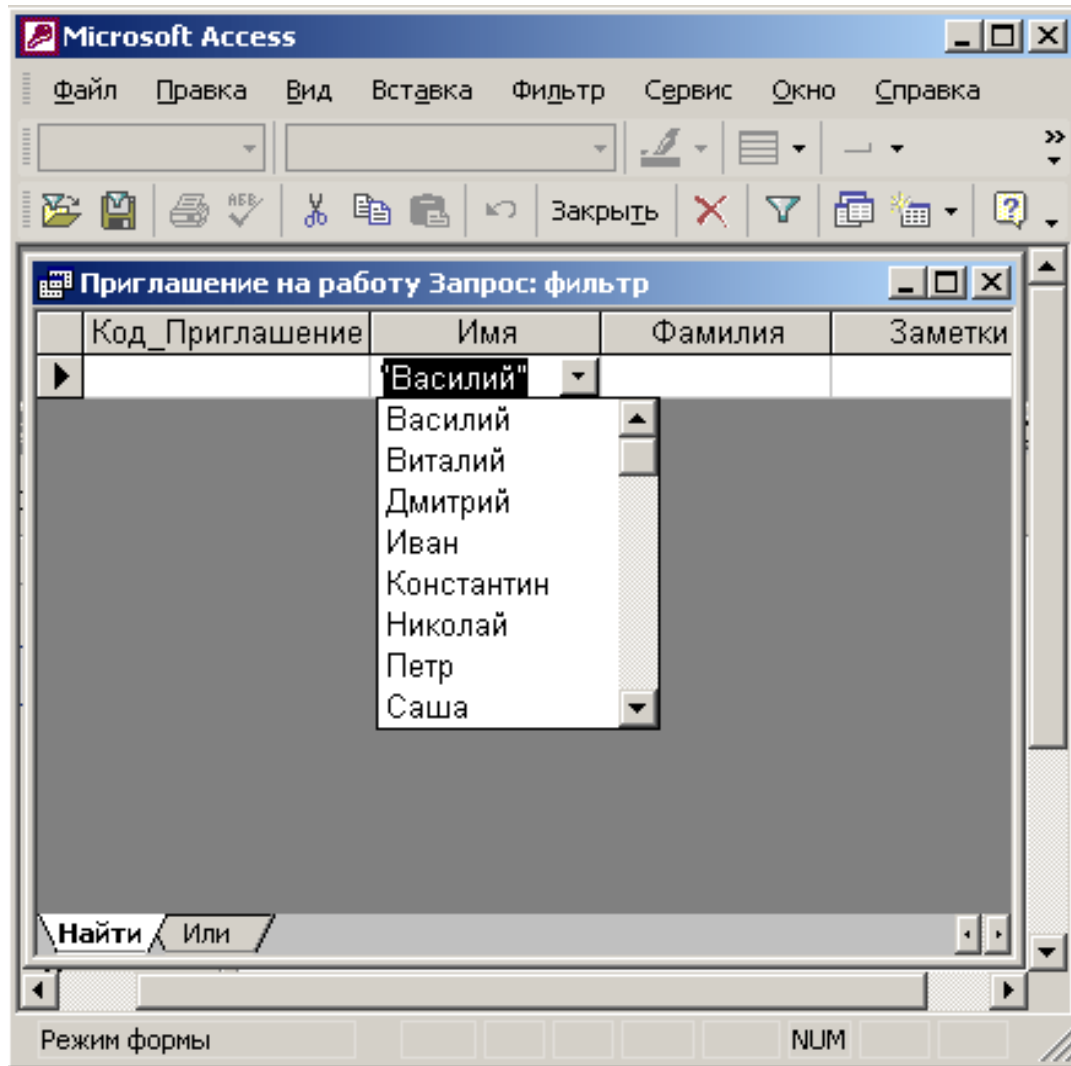 Microsoft Access
Файл Правка Вид Вставка Фильтр Сервис Окно Справка
АБВ Закрыть
Приглашение на работу Запрос: фильтр
Код_Приглашение Имя Фамилия Заметки
"Василий"
Василий
Виталий
Дмитрий
Иван
Константин
Николай
Петр
Саша
Найти Или
Режим формы NUM